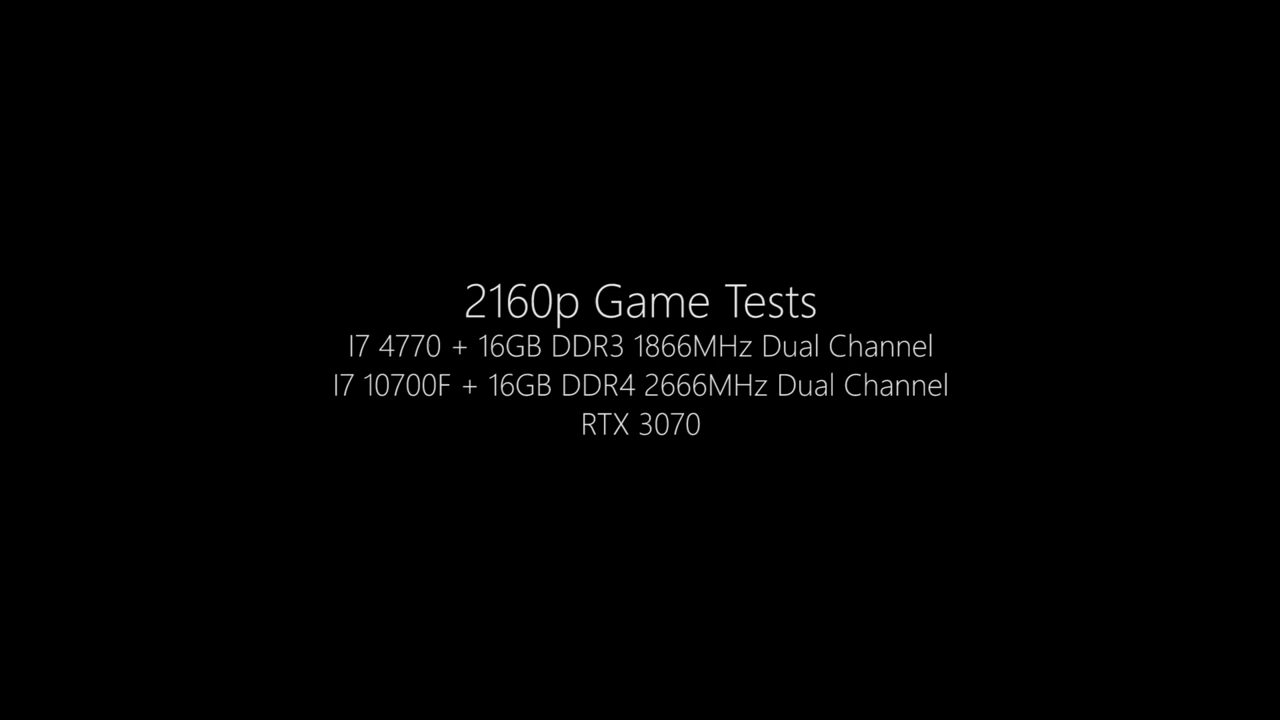 2160p Game Tests
I7 4770 + 16GB DDR3 1866MHz Dual Channel
I7 10700F + 16GB DDR4 2666MHz Dual Channel
RTX 3070